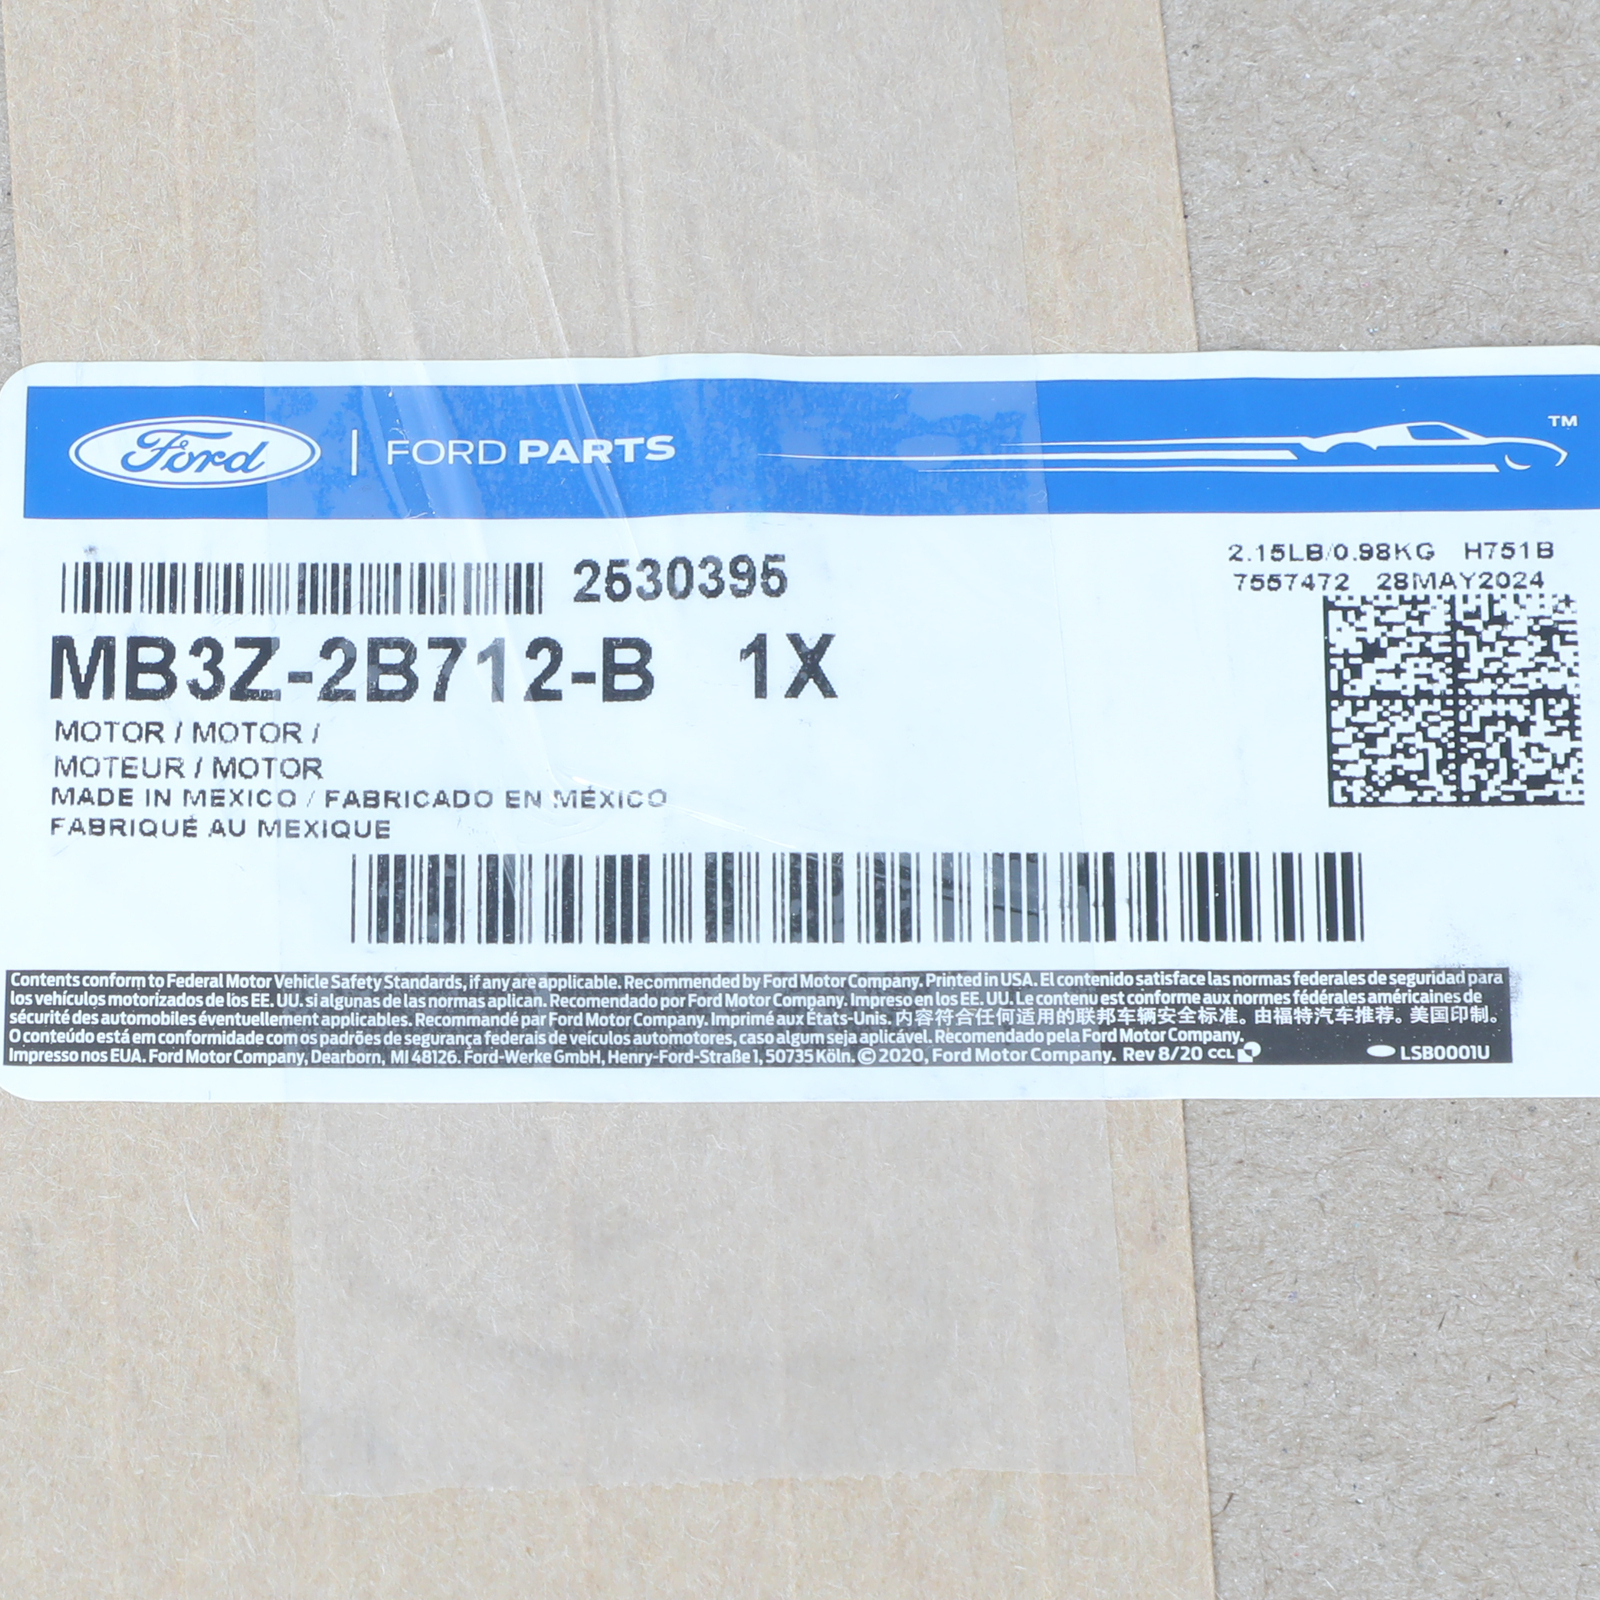 Ford | FORD PARTS
TM
2530395
2.15LB/0.98KG H751B
7557472 28MAY2024
MB3Z-2B712-B 1X
MOTOR / MOTOR /
MOTEUR / MOTOR
MADE IN MEXICO / FABRICADO EN MÉXICO
FABRIQUÉ AU MEXIQUE
Contents conform to Federal Motor Vehicle Safety Standards, if any are applicable. Recommended by Ford Motor Company. Printed in USA. El contenido satisface las normas federales de seguridad para
los vehículos motorizados de los EE. UU. si algunas de las normas aplican. Recomendado por Ford Motor Company. Impreso en los EE. UU. Le contenu est conforme aux normes fédérales américaines de
sécurité des automobiles éventuellement applicables. Recommandé par Ford Motor Company. Imprimé aux États-Unis. 内容符合任何适用的联邦车辆安全标准。由福特汽车推荐。美国印制。
O conteúdo está em conformidade com os padrões de segurança federais de veículos automotores, caso algum seja aplicável. Recomendado pela Ford Motor Company.
Impresso nos EUA. Ford Motor Company, Dearborn, MI 48126. Ford-Werke GmbH, Henry-Ford-Straße 1, 50735 Köln. © 2020, Ford Motor Company. Rev 8/20 CCL LSB0001U